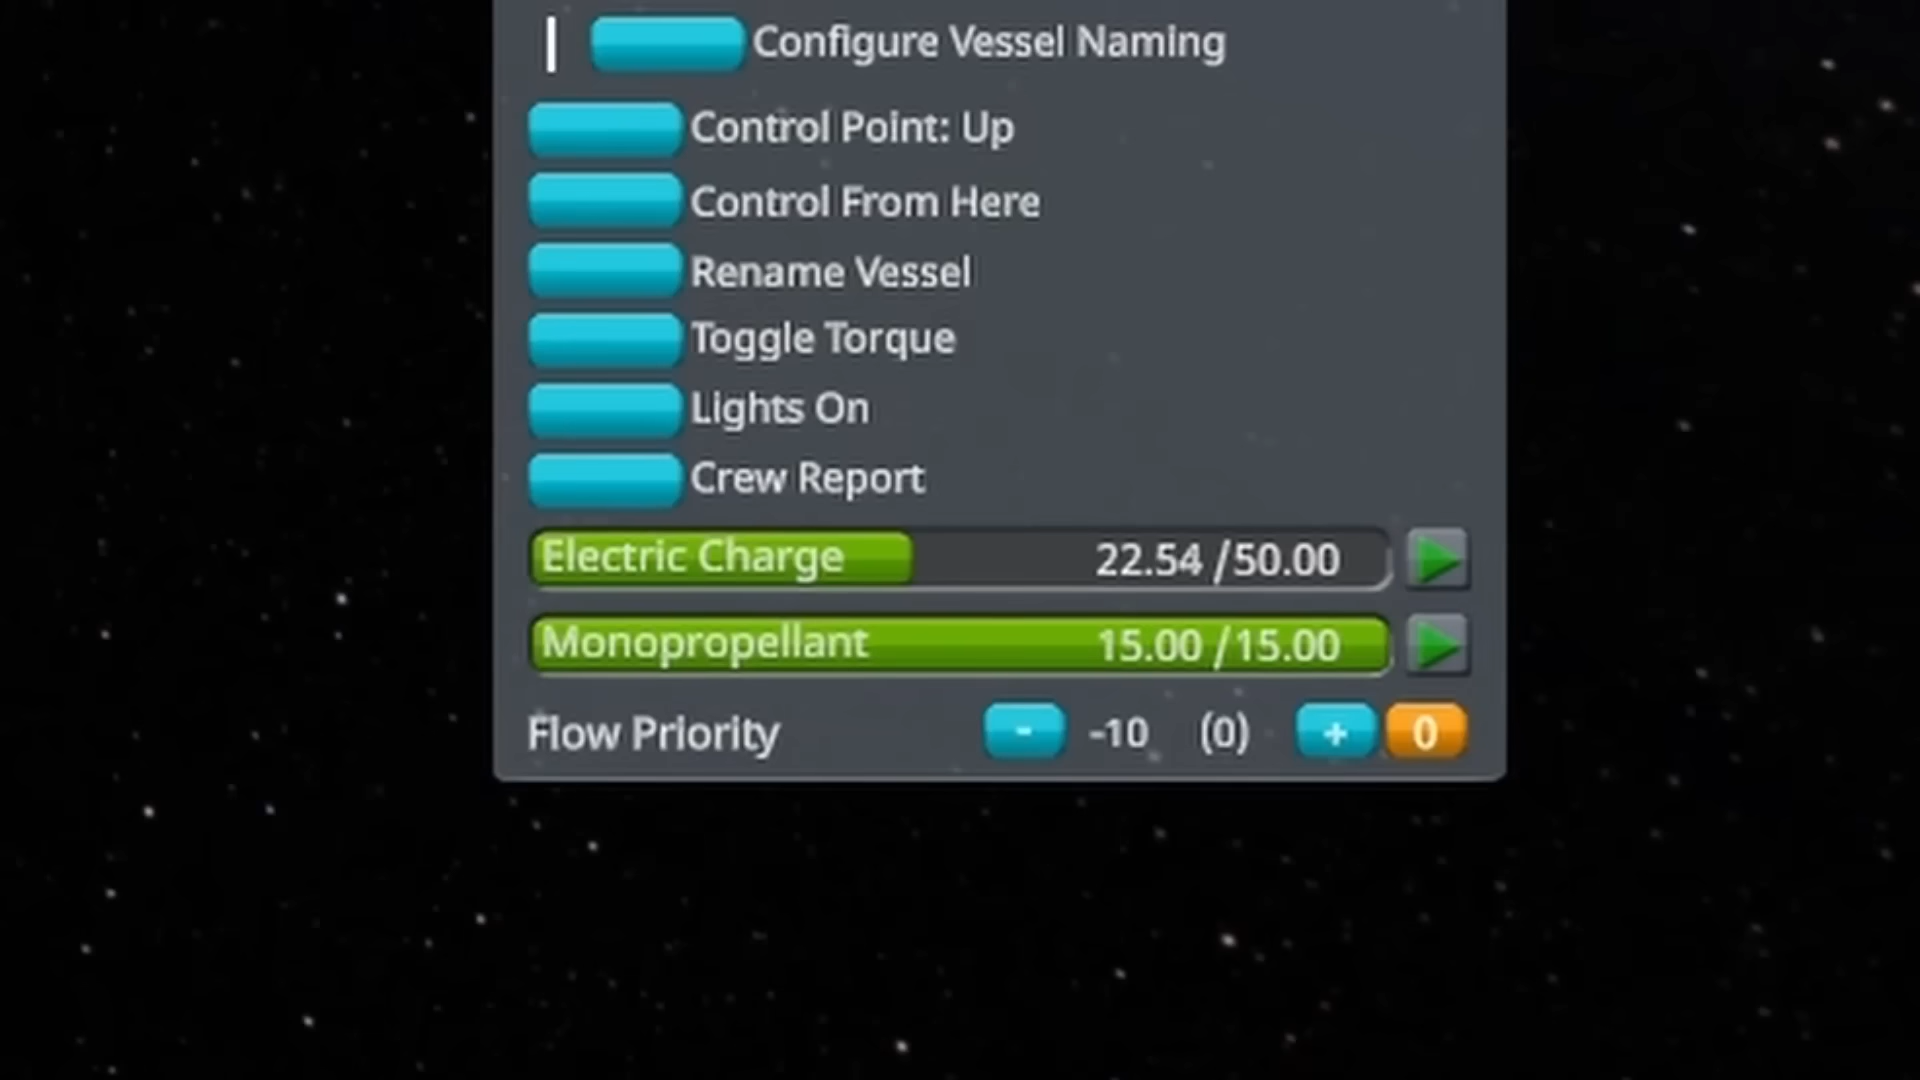 Configure Vessel Naming
Control Point: Up
Control From Here
Rename Vessel
Toggle Torque
Lights On
Crew Report
Electric Charge 22.54 /50.00
Monopropellant 15.00 /15.00
Flow Priority - -10 (0) + 0